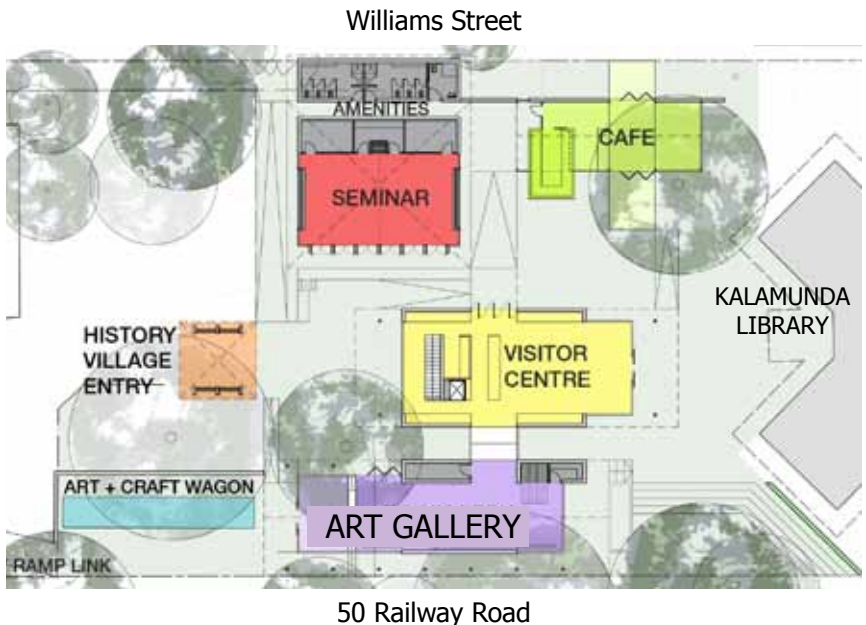 Williams Street
AMENITIES
CAFE
SEMINAR
KALAMUNDA
LIBRARY
HISTORY
VILLAGE
ENTRY
VISITOR
CENTRE
ART + CRAFT WAGON
ART GALLERY
RAMP LINK
50 Railway Road